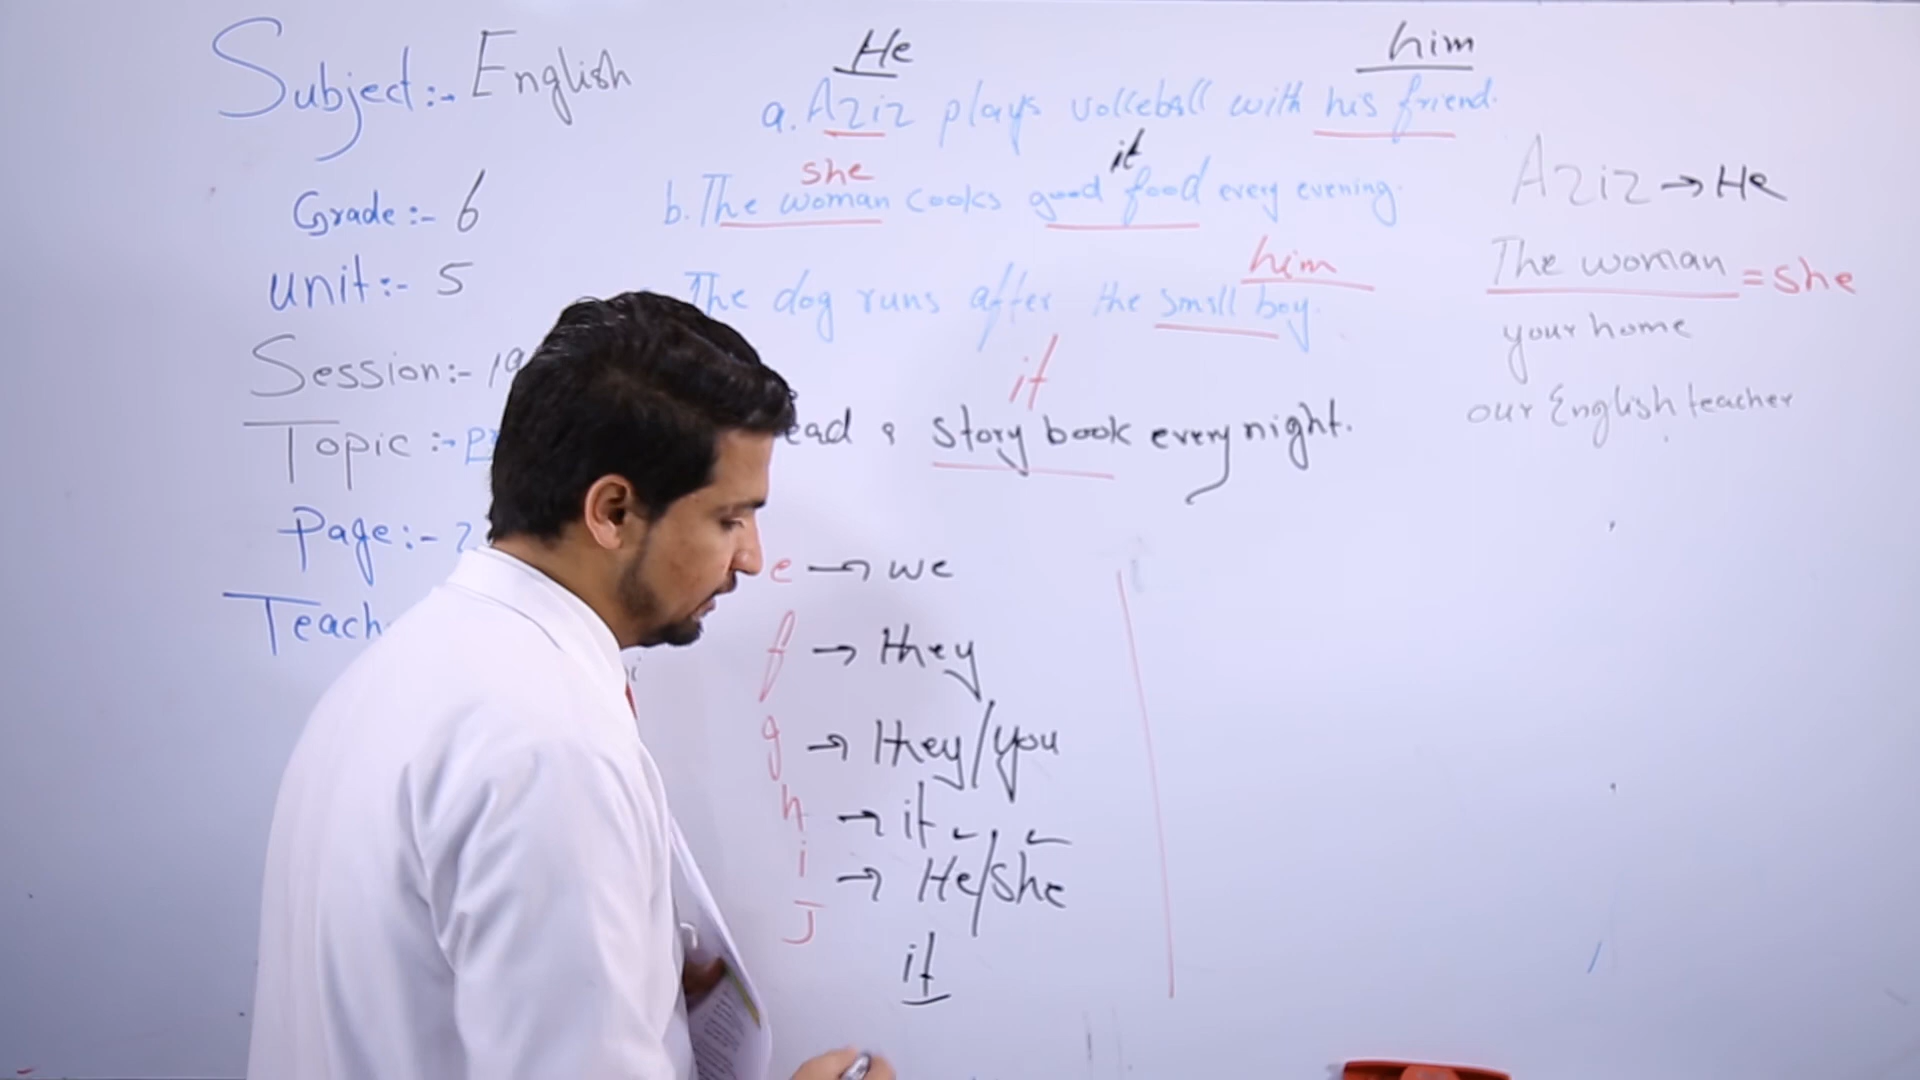 Subject:- English
Grade:- 6
Unit:- 5
Session:- 19
Topic:-
Page:- 2
Teach
He
him
a. Aziz plays volleball with his friend.
she
it
b. The woman cooks good food every evening.
him
The dog runs after the small boy.
it
ead a story book every night.
e → we
f → they
g → they/you
h → it
i → He/she
J
it
Aziz → He
The woman = she
your home
our English teacher